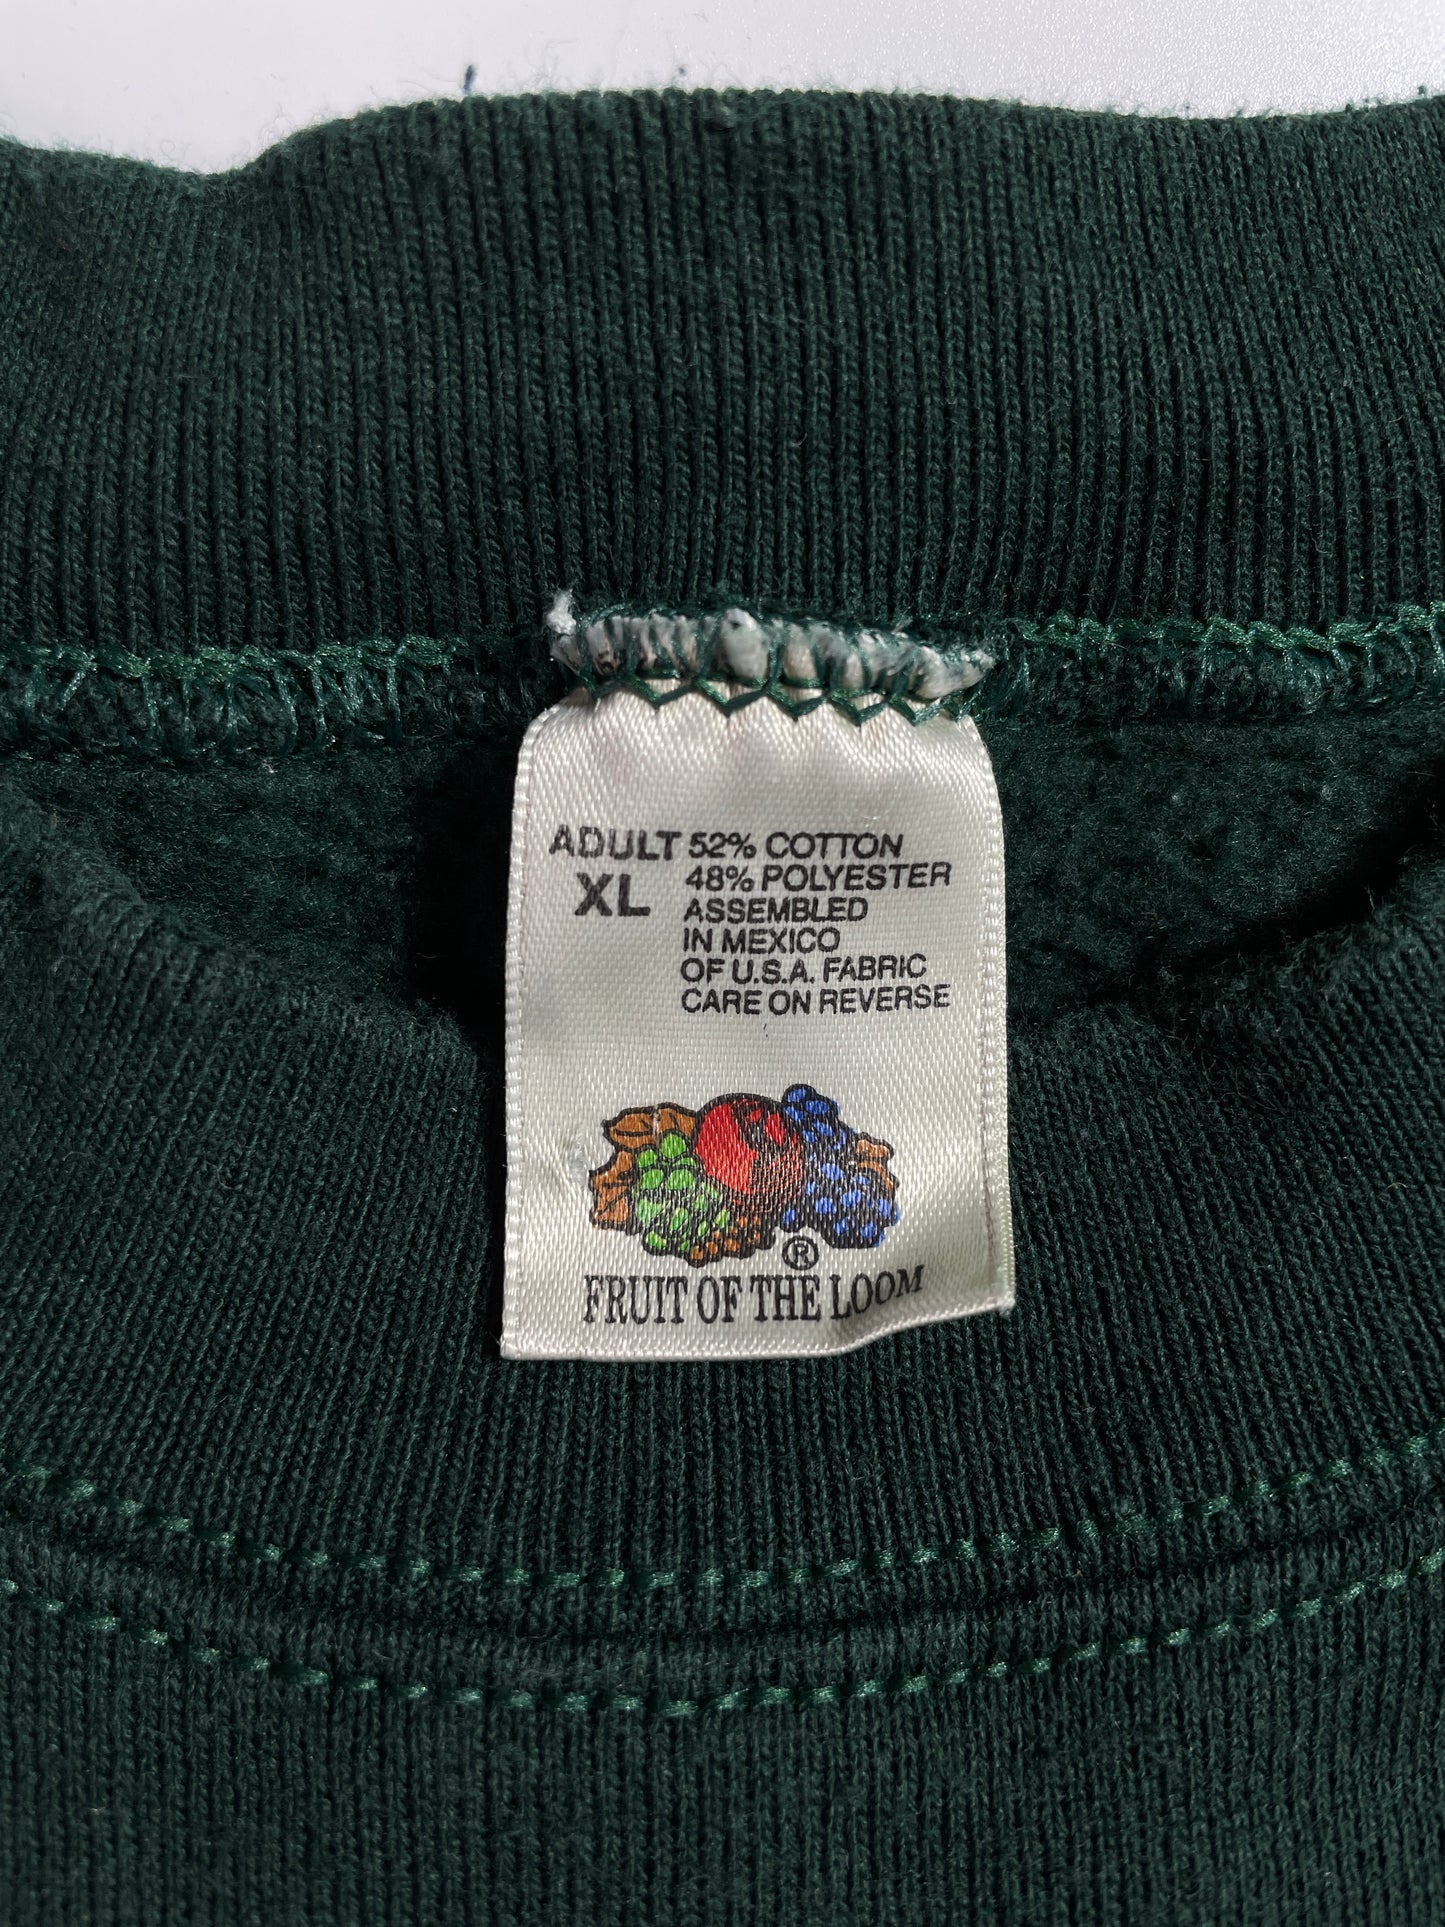 ADULT
XL
52% COTTON
48% POLYESTER
ASSEMBLED
IN MEXICO
OF U.S.A. FABRIC
CARE ON REVERSE
®
FRUIT OF THE LOOM